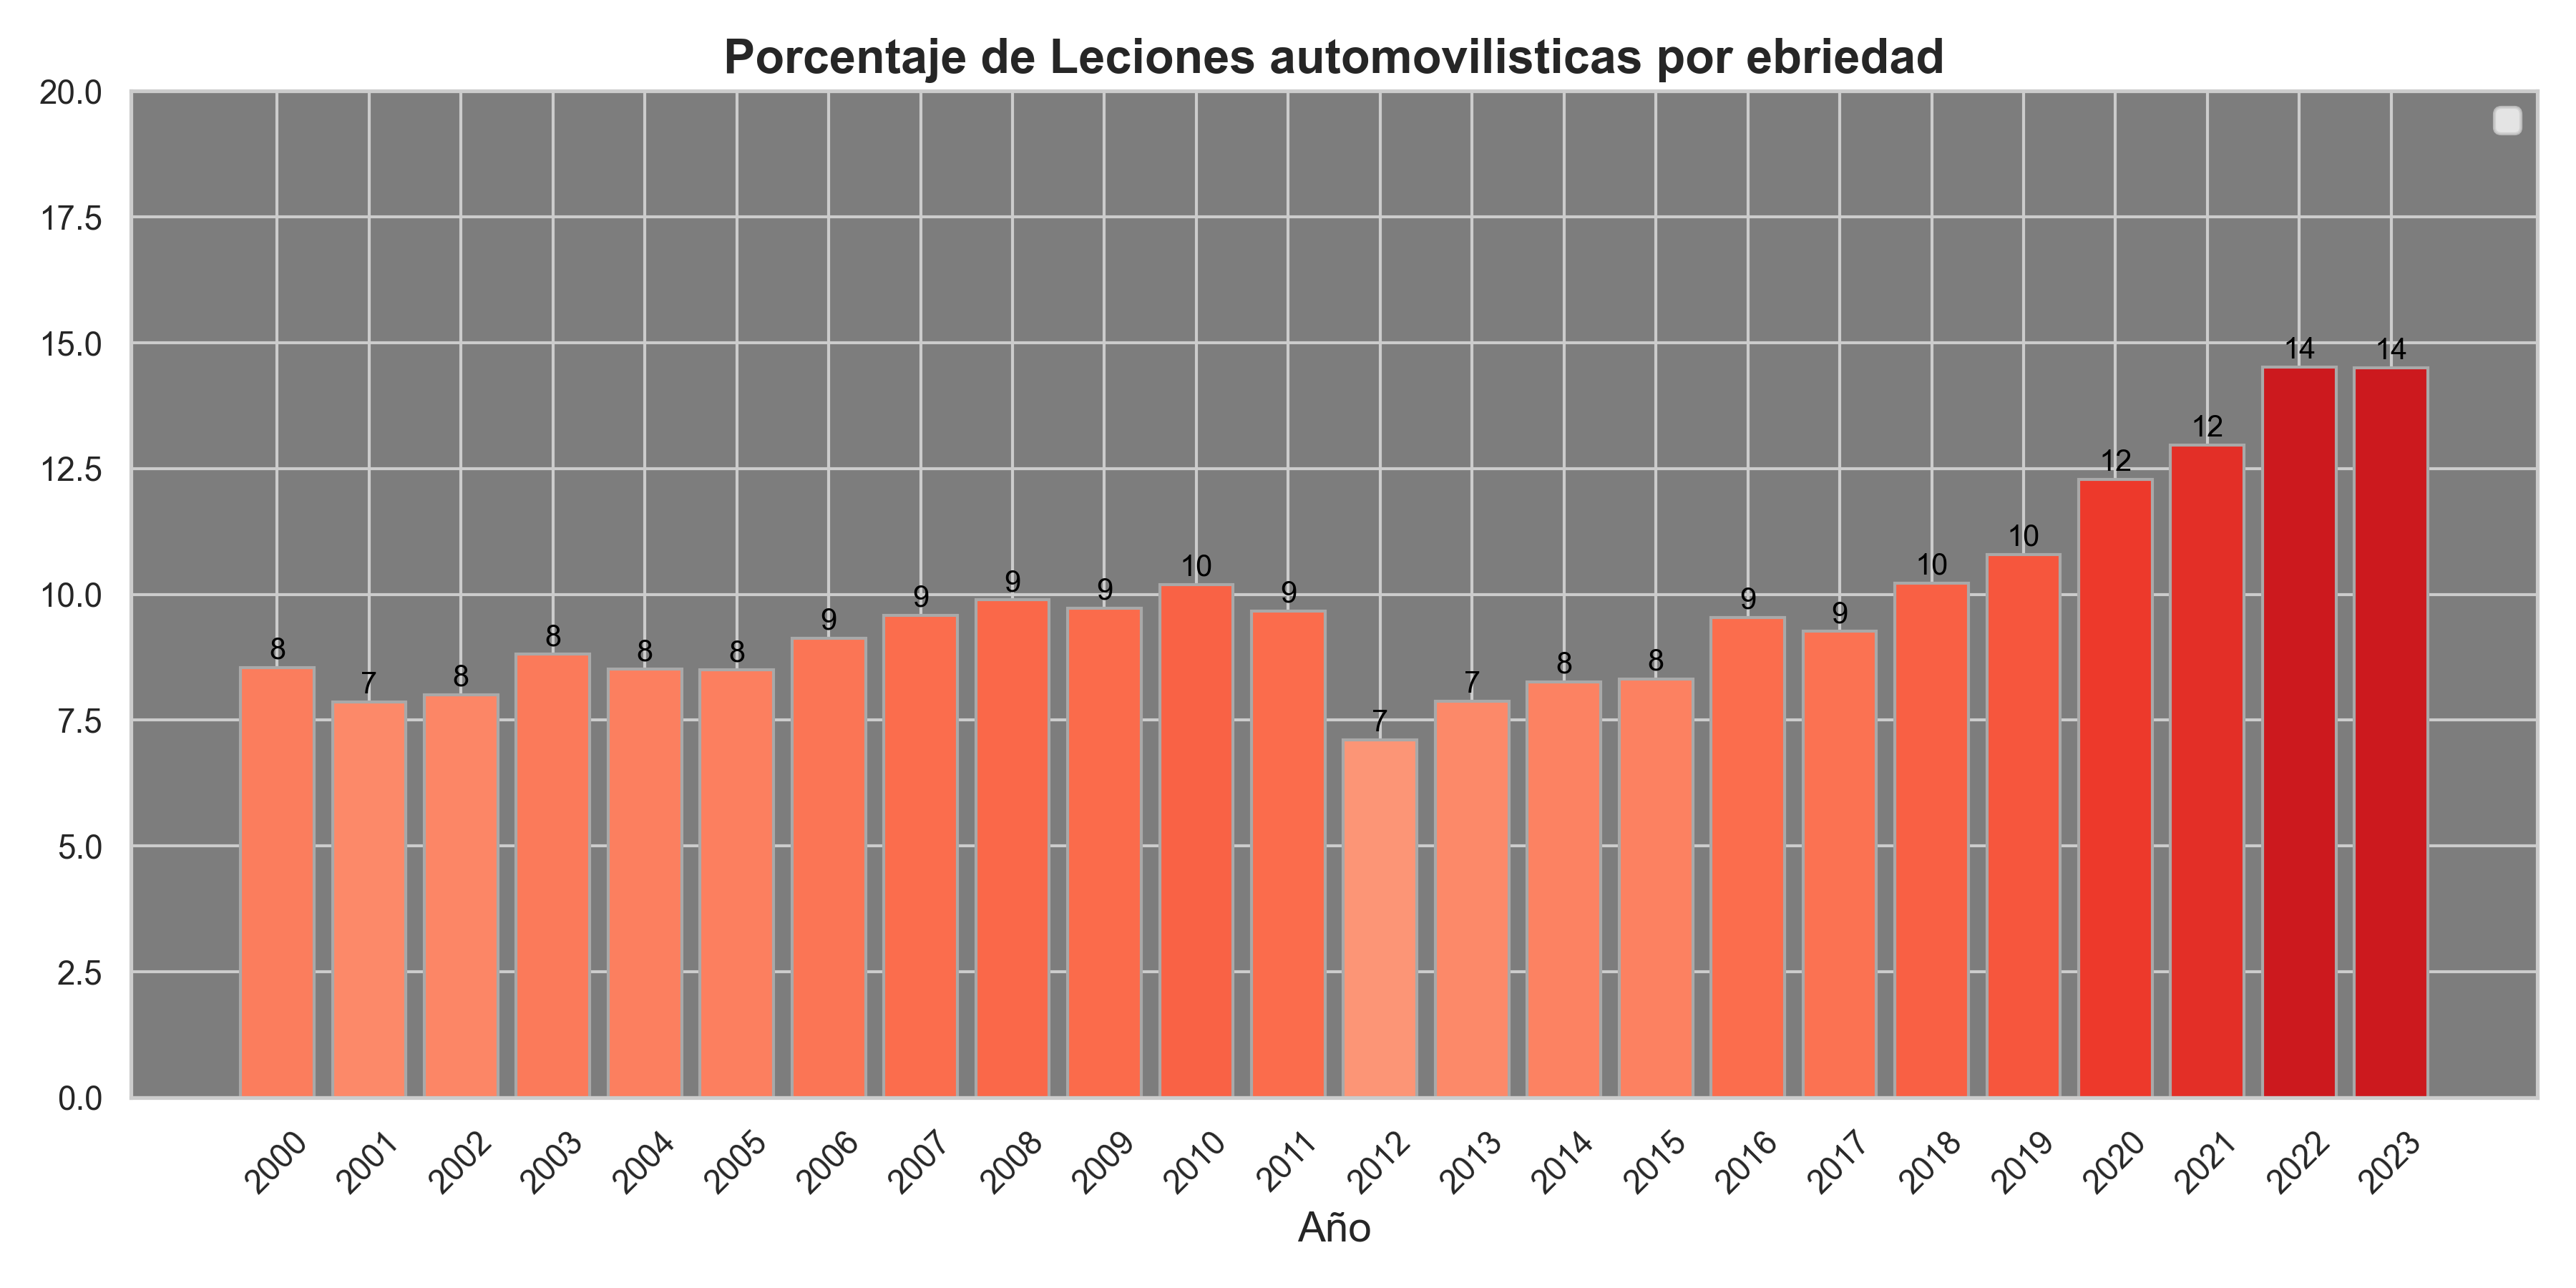 Porcentaje de Leciones automovilisticas por ebriedad
20.0
17.5
15.0
12.5
10.0
7.5
5.0
2.5
0.0
8 7 8 8 8 8 9 9 9 9 10 9 7 7 8 8 9 9 10 10 12 12 14 14
2000 2001 2002 2003 2004 2005 2006 2007 2008 2009 2010 2011 2012 2013 2014 2015 2016 2017 2018 2019 2020 2021 2022 2023
Año